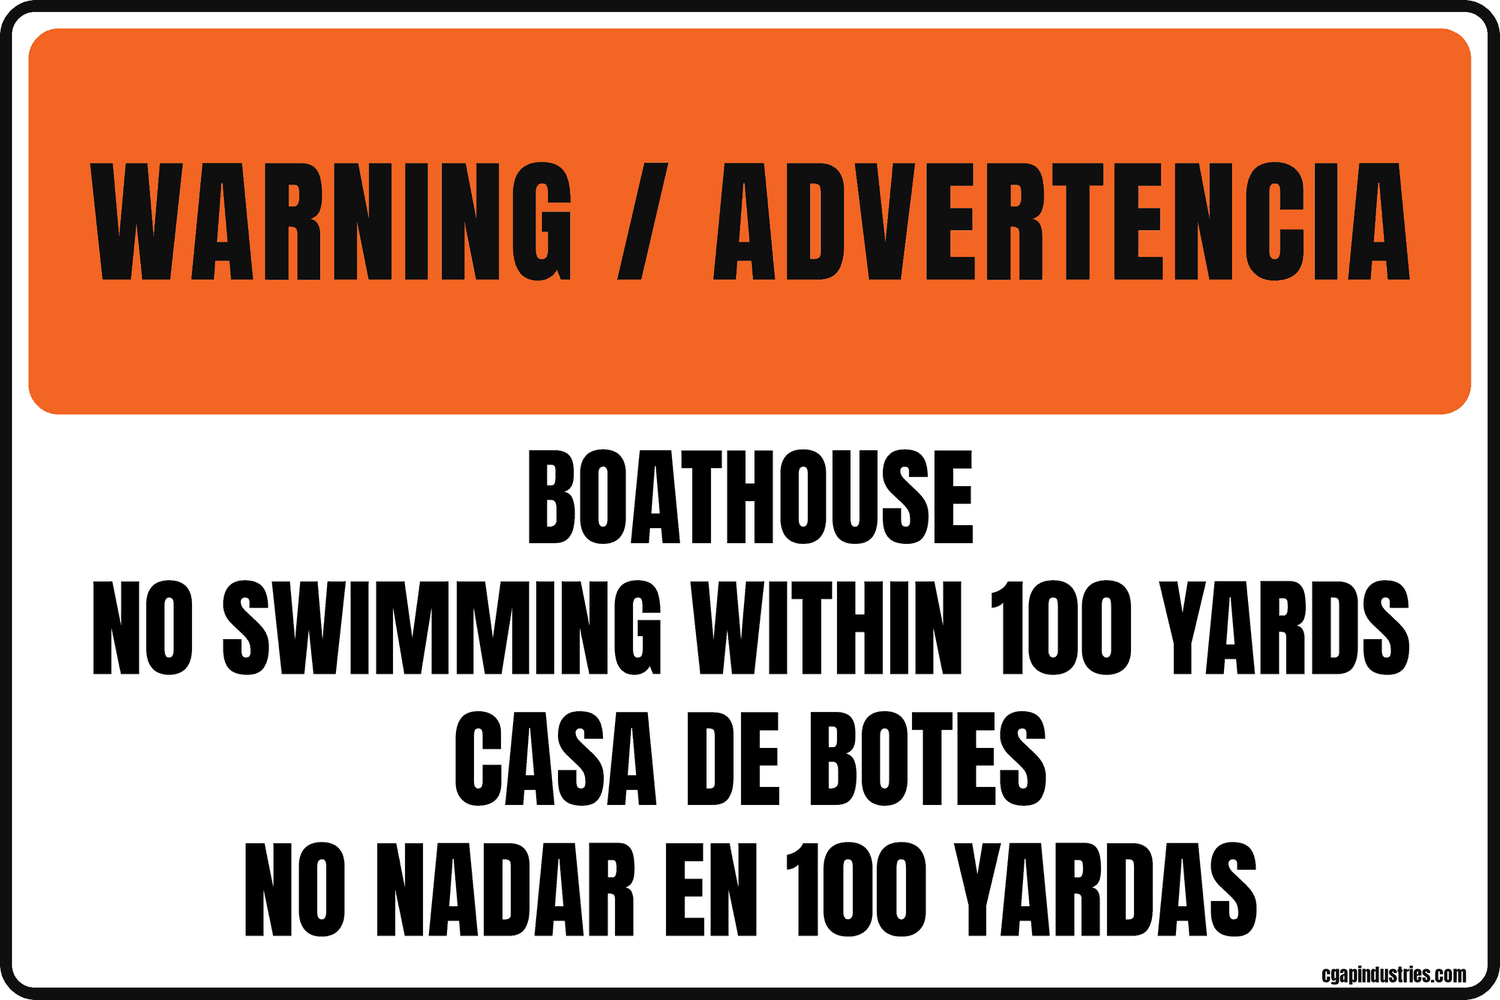 WARNING / ADVERTENCIA
BOATHOUSE
NO SWIMMING WITHIN 100 YARDS
CASA DE BOTES
NO NADAR EN 100 YARDAS
cgapindustries.com